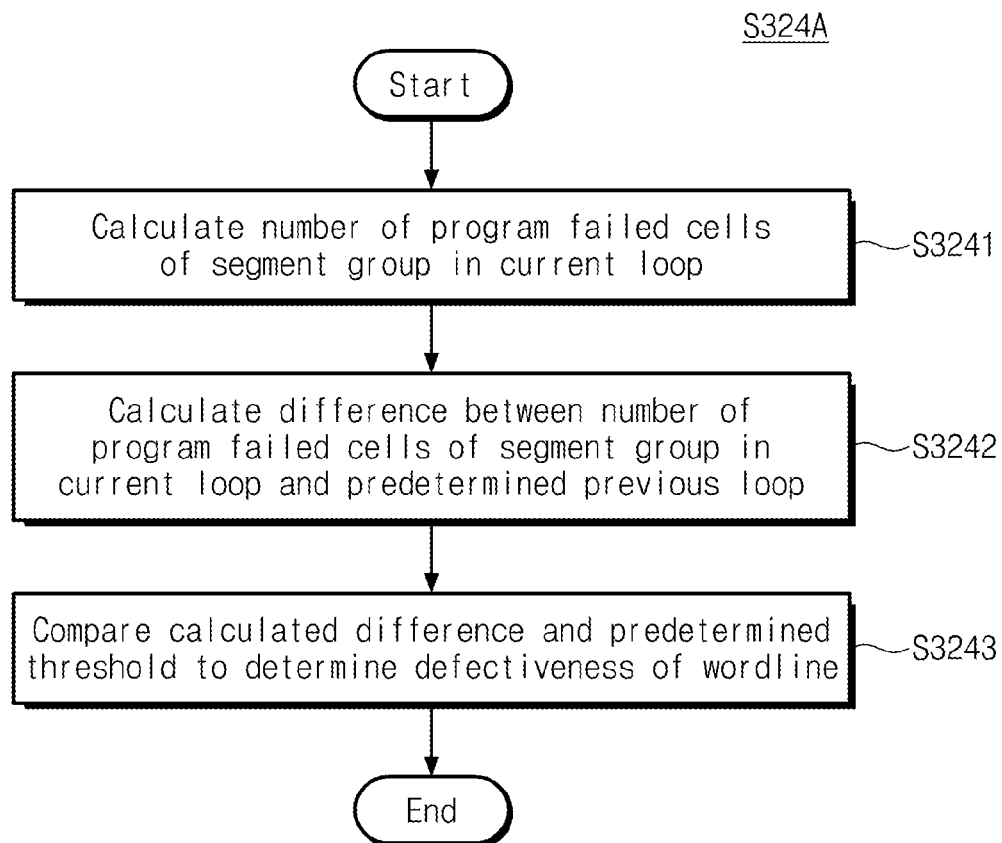 S324A
Start
Calculate number of program failed cells
of segment group in current loop
S3241
Calculate difference between number of
program failed cells of segment group in
current loop and predetermined previous loop
S3242
Compare calculated difference and predetermined
threshold to determine defectiveness of wordline
S3243
End